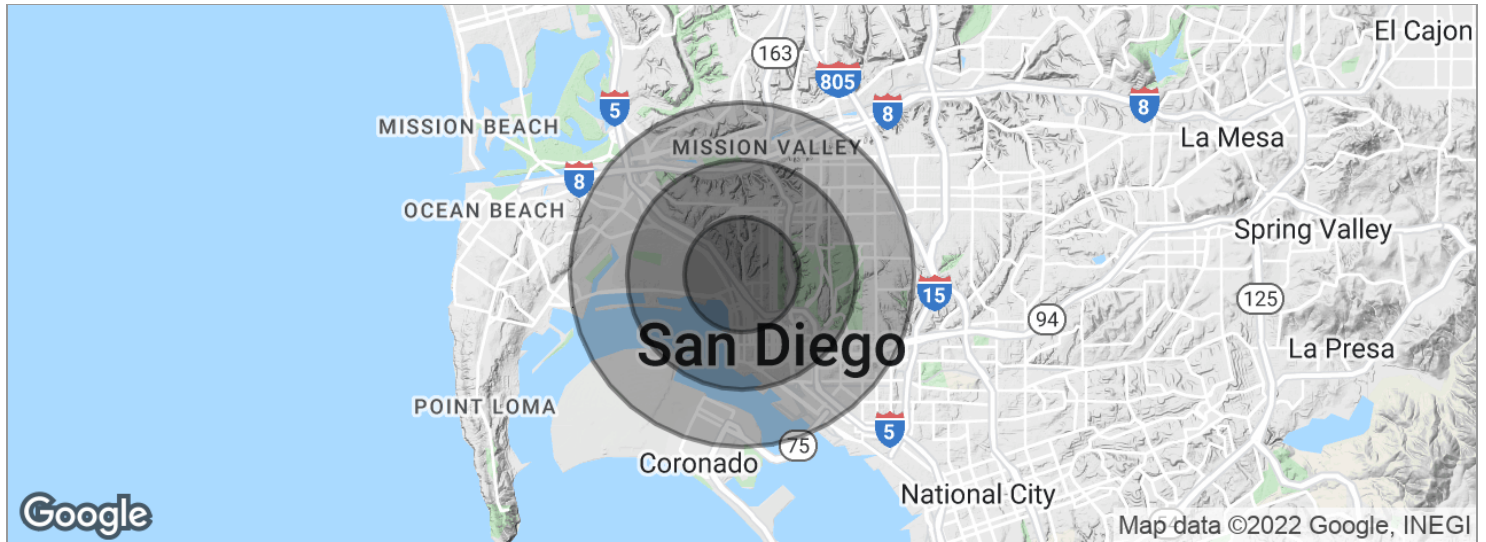 El Cajon
163
805
5
8
8
MISSION BEACH
La Mesa
MISSION VALLEY
8
OCEAN BEACH
Spring Valley
15
125
94
San Diego
La Presa
POINT LOMA
5
75
Coronado
National City
Google
54
Map data ©2022 Google, INEGI